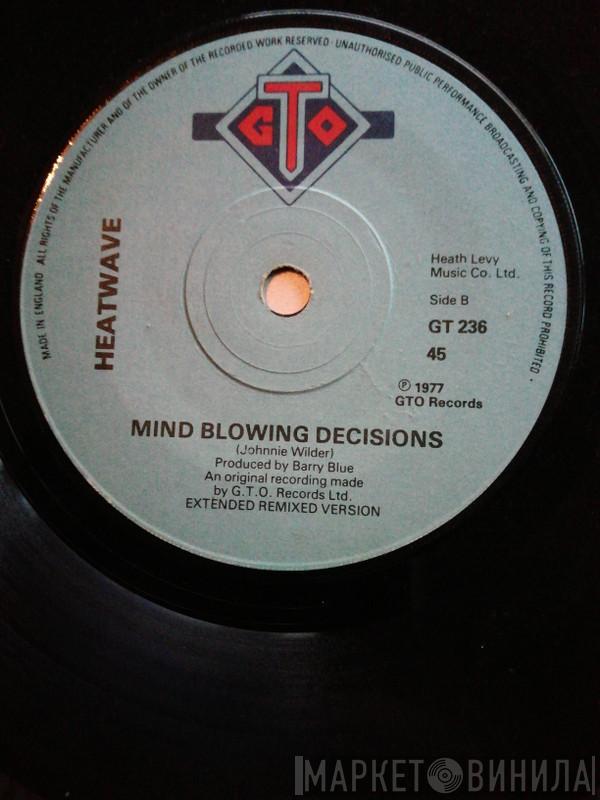 MADE IN ENGLAND ALL RIGHTS OF THE MANUFACTURER AND OF THE OWNER OF THE RECORDED WORK RESERVED · UNAUTHORISED PUBLIC PERFORMANCE BROADCASTING AND COPYING OF THIS RECORD PROHIBITED ·
GTO
HEATWAVE
Heath Levy
Music Co. Ltd.
Side B
GT 236
45
℗ 1977
GTO Records
MIND BLOWING DECISIONS
(Johnnie Wilder)
Produced by Barry Blue
An original recording made
by G.T.O. Records Ltd.
EXTENDED REMIXED VERSION
МАРКЕТ ВИНИЛА